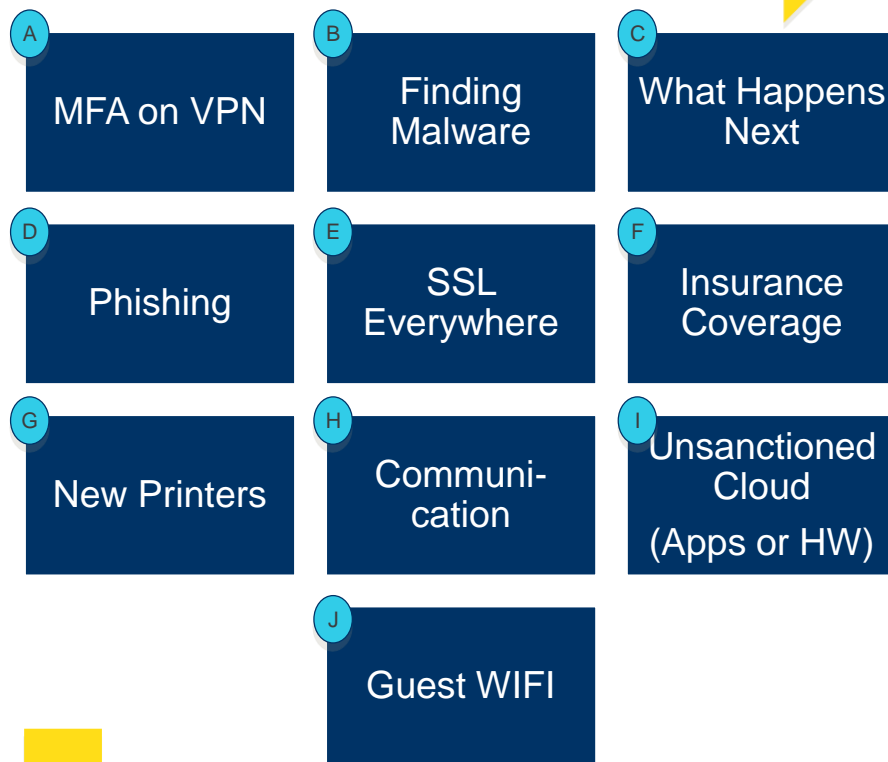 A
MFA on VPN
B
Finding
Malware
C
What Happens
Next
D
Phishing
E
SSL
Everywhere
F
Insurance
Coverage
G
New Printers
H
Communi-
cation
I
Unsanctioned
Cloud
(Apps or HW)
J
Guest WIFI